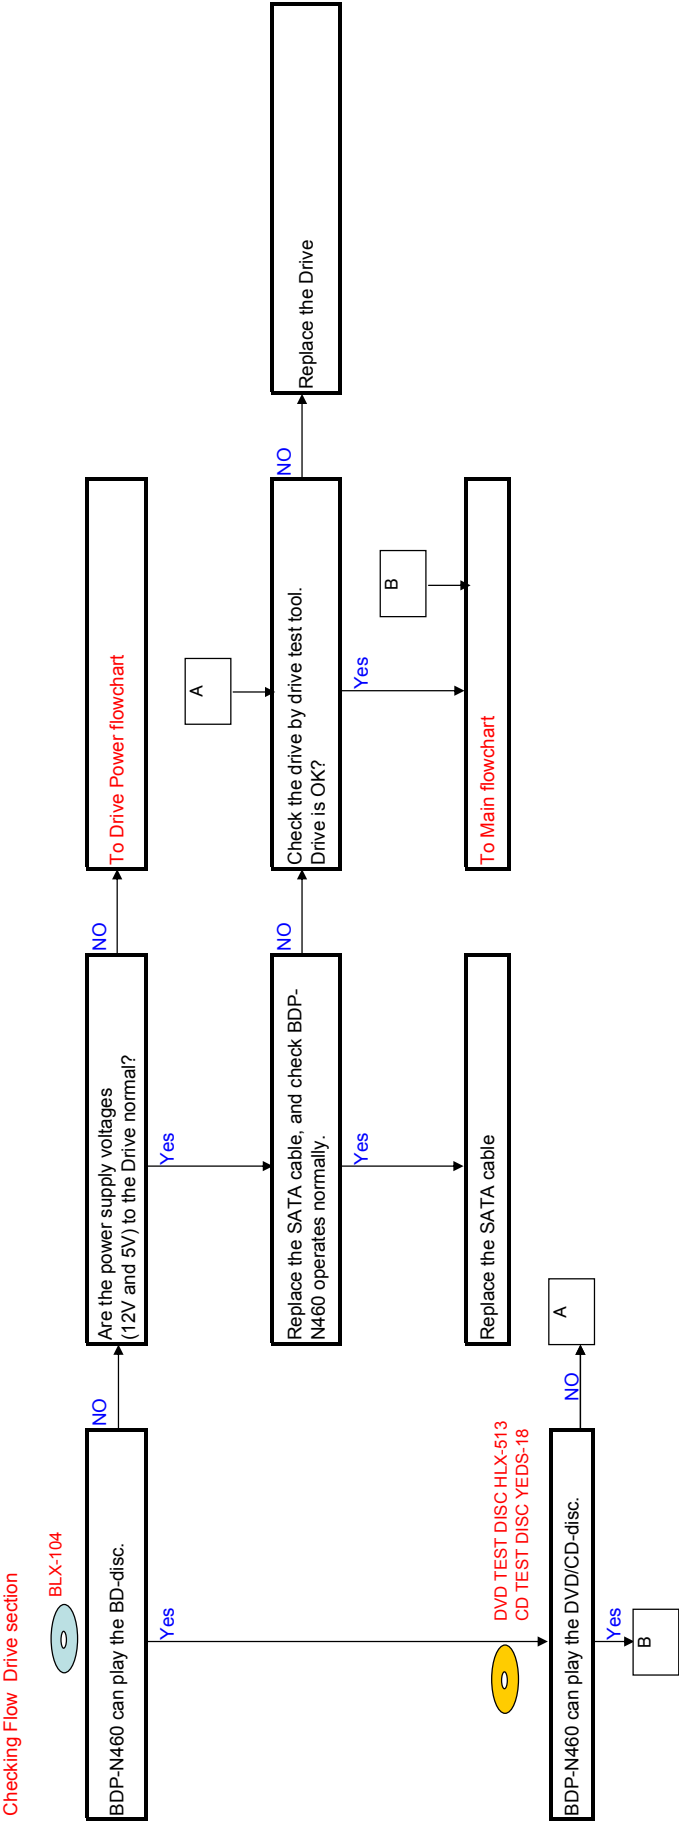 Checking Flow  Drive section
BLX-104
BDP-N460 can play the BD-disc.
NO
Yes
Are the power supply voltages
(12V and 5V) to the Drive normal?
NO
Yes
To Drive Power flowchart
Replace the SATA cable, and check BDP-
N460 operates normally.
NO
Yes
A
Check the drive by drive test tool.
Drive is OK?
NO
Yes
Replace the Drive
Replace the SATA cable
B
To Main flowchart
DVD TEST DISC HLX-513
CD TEST DISC YEDS-18
BDP-N460 can play the DVD/CD-disc.
NO
A
Yes
B